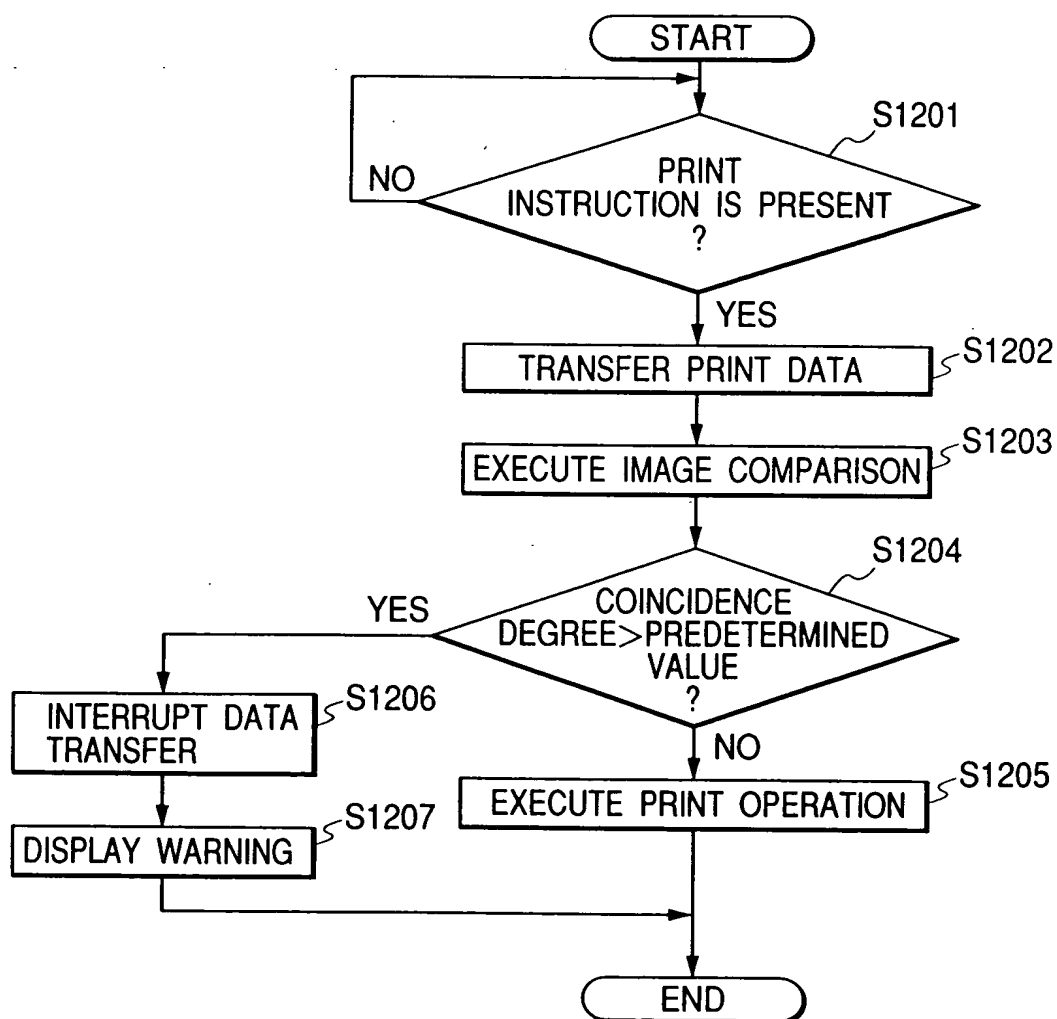 START
S1201
PRINT
INSTRUCTION IS PRESENT
?
NO
YES
S1202
TRANSFER PRINT DATA
S1203
EXECUTE IMAGE COMPARISON
S1204
COINCIDENCE
DEGREE>PREDETERMINED
VALUE
?
YES
NO
S1206
INTERRUPT DATA
TRANSFER
S1205
EXECUTE PRINT OPERATION
S1207
DISPLAY WARNING
END